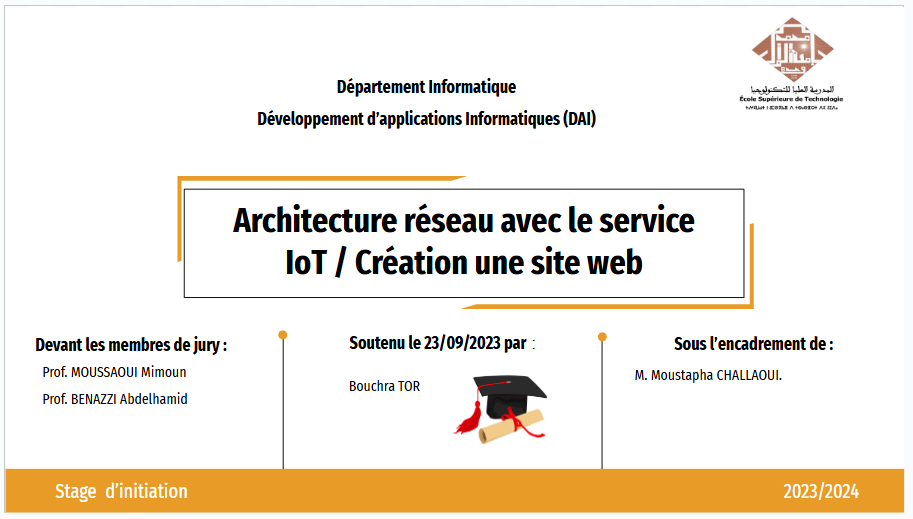 المدرسة العليا للتكنولوجيا
École Supérieure de Technologie
Département Informatique
Développement d'applications Informatiques (DAI)
Architecture réseau avec le service
IoT / Création une site web
Devant les membres de jury :
Prof. MOUSSAOUI Mimoun
Prof. BENAZZI Abdelhamid
Soutenu le 23/09/2023 par :
Bouchra TOR
Sous l'encadrement de :
M. Moustapha CHALLAOUI.
Stage d'initiation
2023/2024